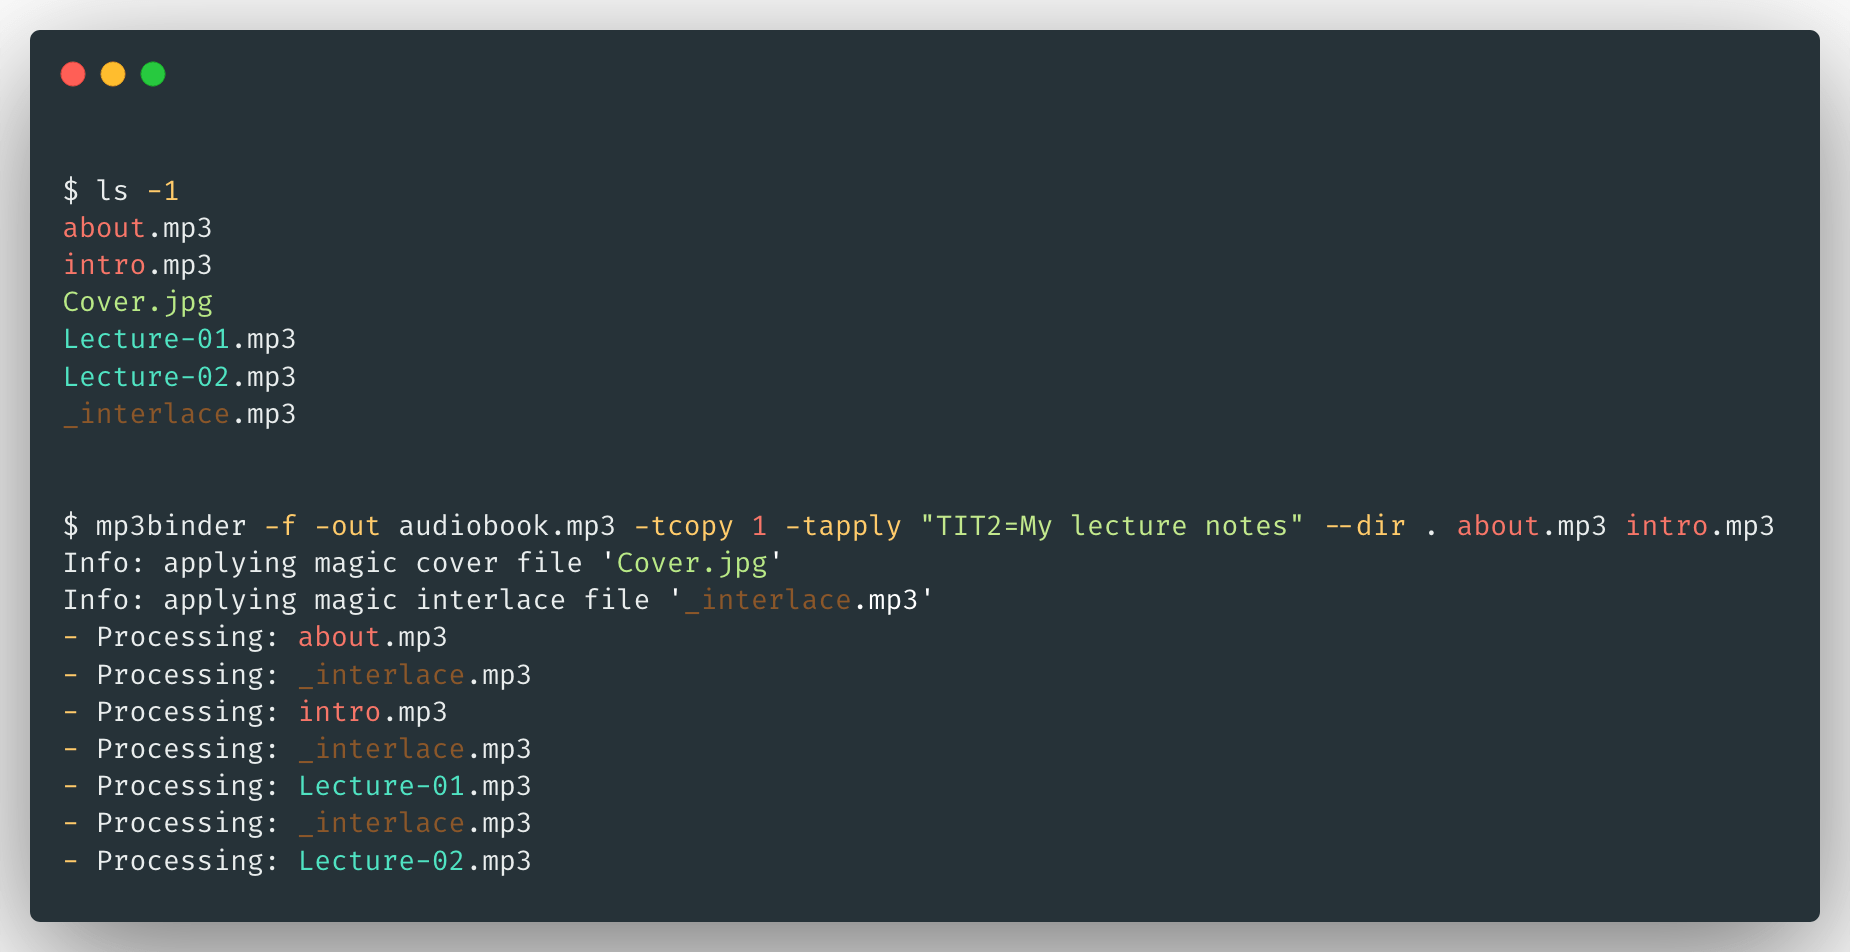 $ ls -1
about.mp3
intro.mp3
Cover.jpg
Lecture-01.mp3
Lecture-02.mp3
_interlace.mp3
$ mp3binder -f -out audiobook.mp3 -tcopy 1 -tapply "TIT2=My lecture notes" --dir . about.mp3 intro.mp3
Info: applying magic cover file 'Cover.jpg'
Info: applying magic interlace file '_interlace.mp3'
- Processing: about.mp3
- Processing: _interlace.mp3
- Processing: intro.mp3
- Processing: _interlace.mp3
- Processing: Lecture-01.mp3
- Processing: _interlace.mp3
- Processing: Lecture-02.mp3